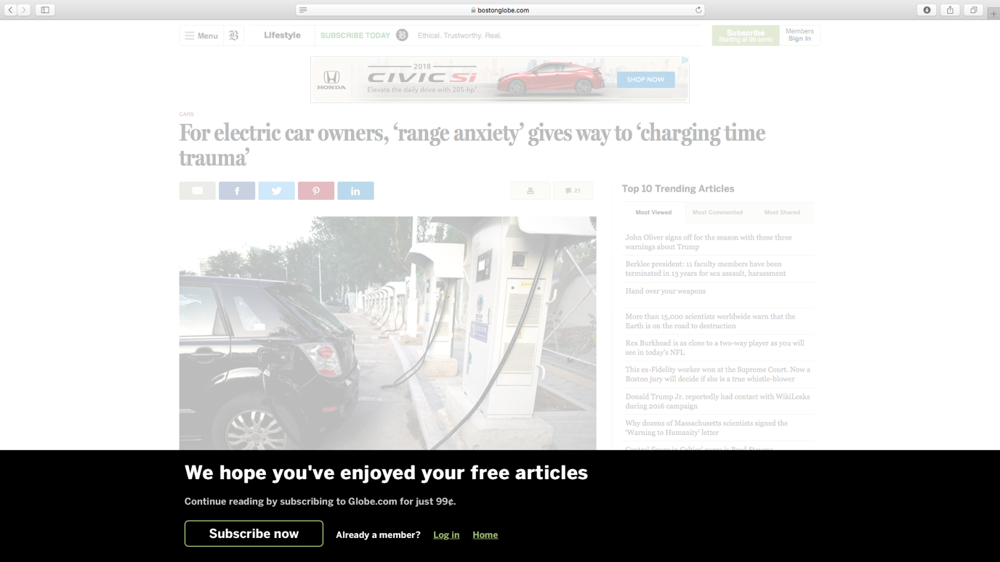 bostonglobe.com
Menu
B
Lifestyle
SUBSCRIBE TODAY
B
Ethical. Trustworthy. Real.
Subscribe
Starting at 99 cents
Members
Sign In
HONDA
2018
CIVIC Si
Elevate the daily drive with 205-hp¹.
SHOP NOW
CARS
For electric car owners, ‘range anxiety’ gives way to ‘charging time
trauma’
21
Top 10 Trending Articles
Most Viewed
Most Commented
Most Shared
John Oliver signs off for the season with these three
warnings about Trump
Berklee president: 11 faculty members have been
terminated in 13 years for sex assault, harassment
Hand over your weapons
More than 15,000 scientists worldwide warn that the
Earth is on the road to destruction
Rex Burkhead is as close to a two-way player as you will
see in today's NFL
This ex-Fidelity worker won at the Supreme Court. Now a
Boston jury will decide if she is a true whistle-blower
Donald Trump Jr. reportedly had contact with WikiLeaks
during 2016 campaign
Why dozens of Massachusetts scientists signed the
'Warning to Humanity' letter
Central figure in Celtics' surge is Brad Stevens
We hope you've enjoyed your free articles
Continue reading by subscribing to Globe.com for just 99¢.
Subscribe now
Already a member?
Log in
Home